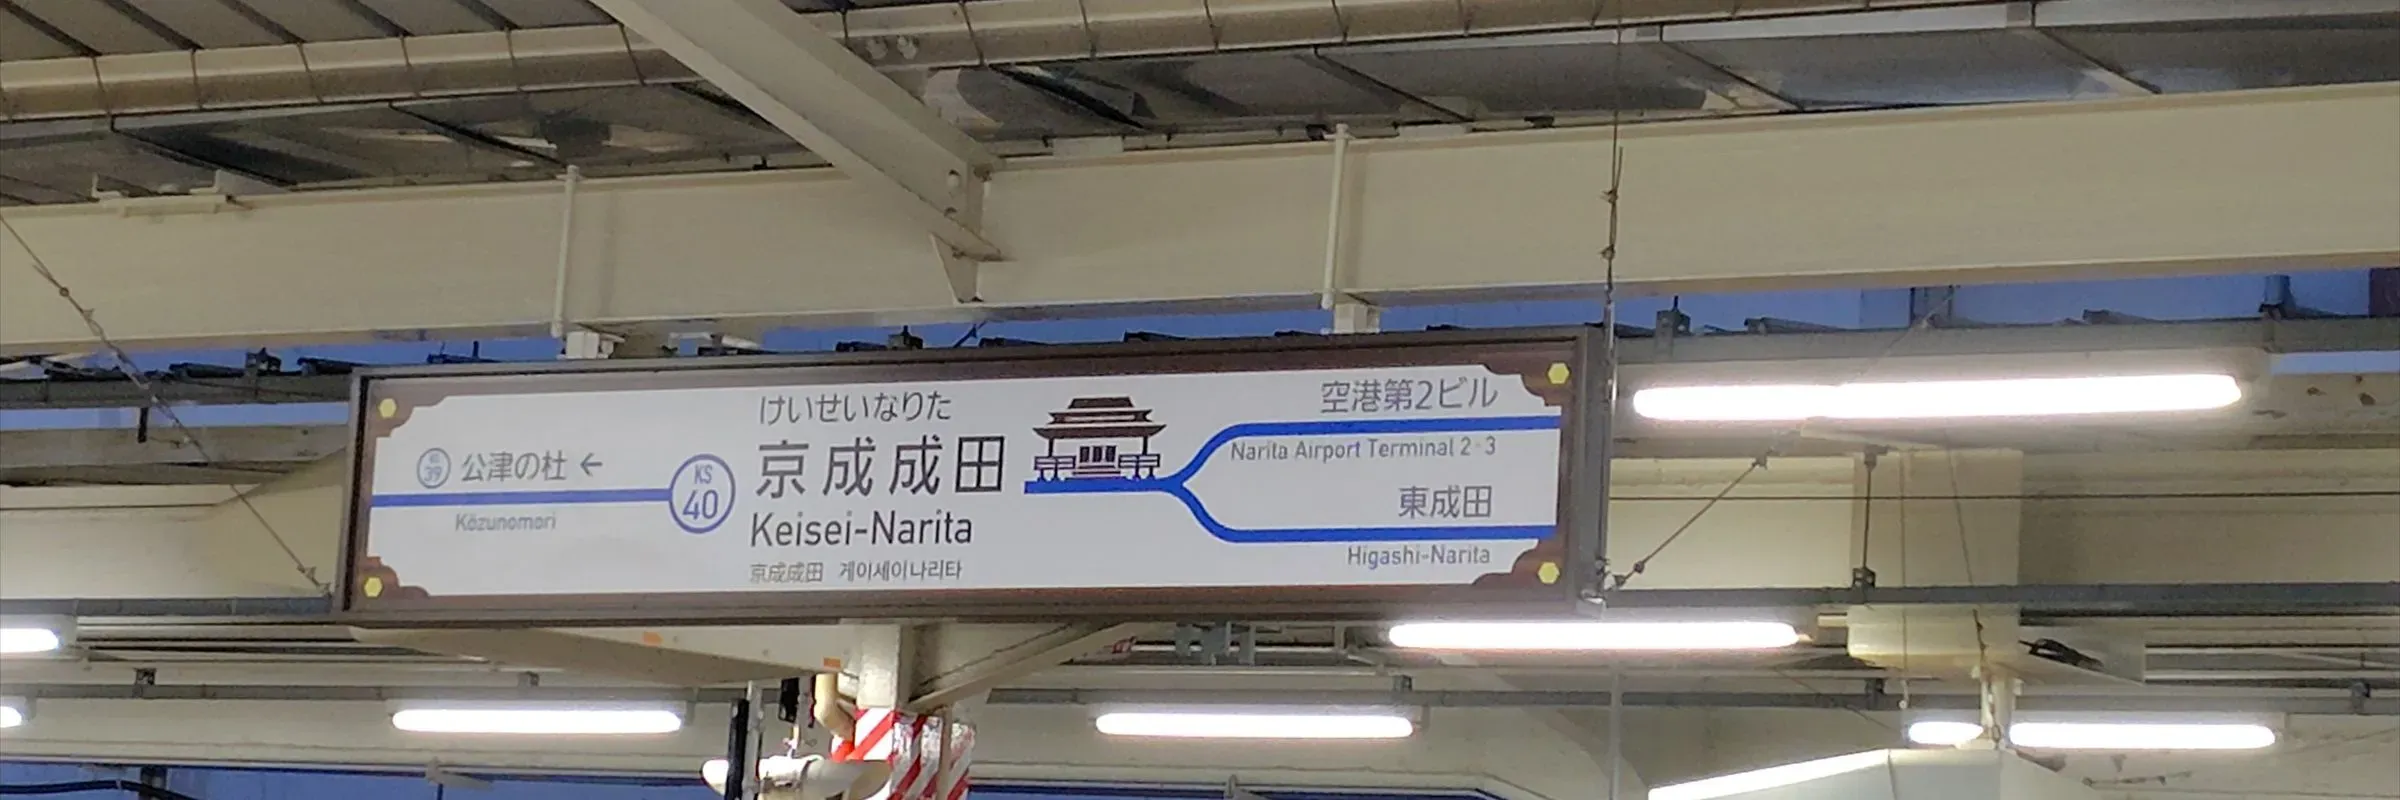 けいせいなりた
京成成田
Keisei-Narita
京成成田 게이세이나리타
KS
40
KS
39
公津の杜 ←
Kōzunomori
空港第2ビル
Narita Airport Terminal 2·3
東成田
Higashi-Narita